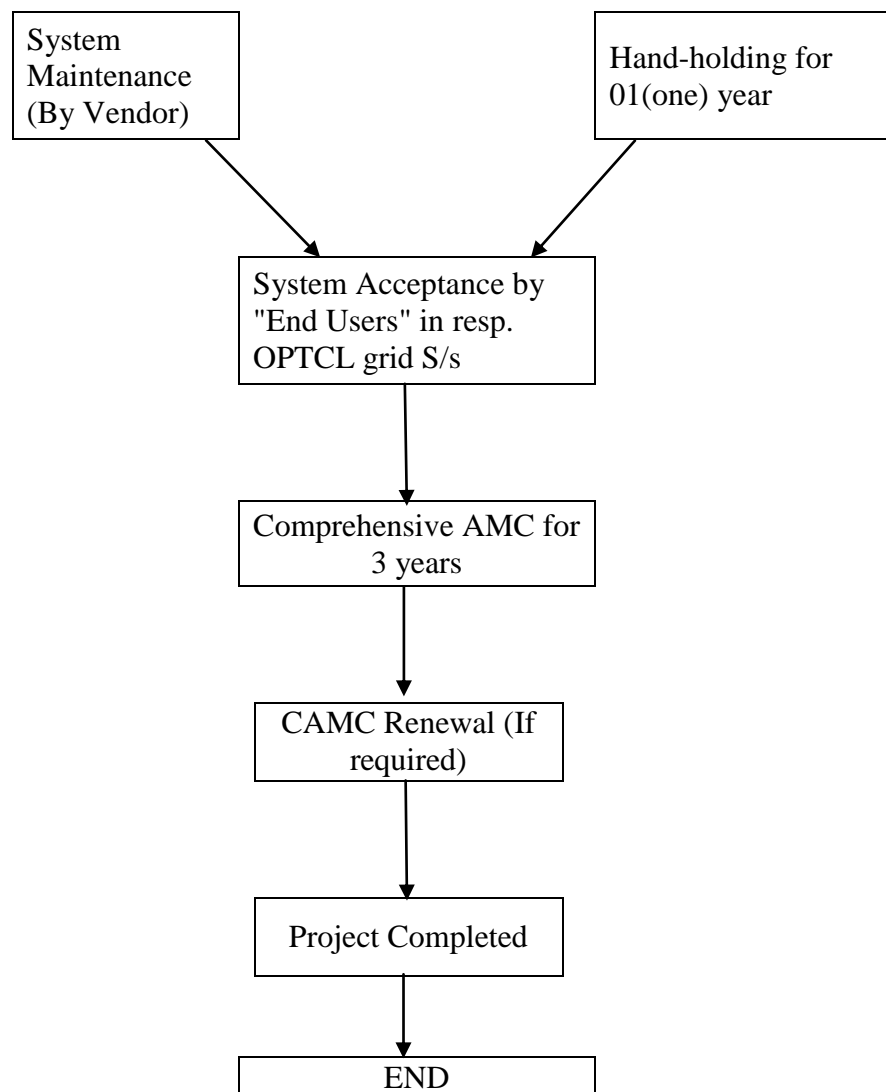 System
Maintenance
(By Vendor)
Hand-holding for
01(one) year
System Acceptance by
"End Users" in resp.
OPTCL grid S/s
Comprehensive AMC for
3 years
CAMC Renewal (If
required)
Project Completed
END